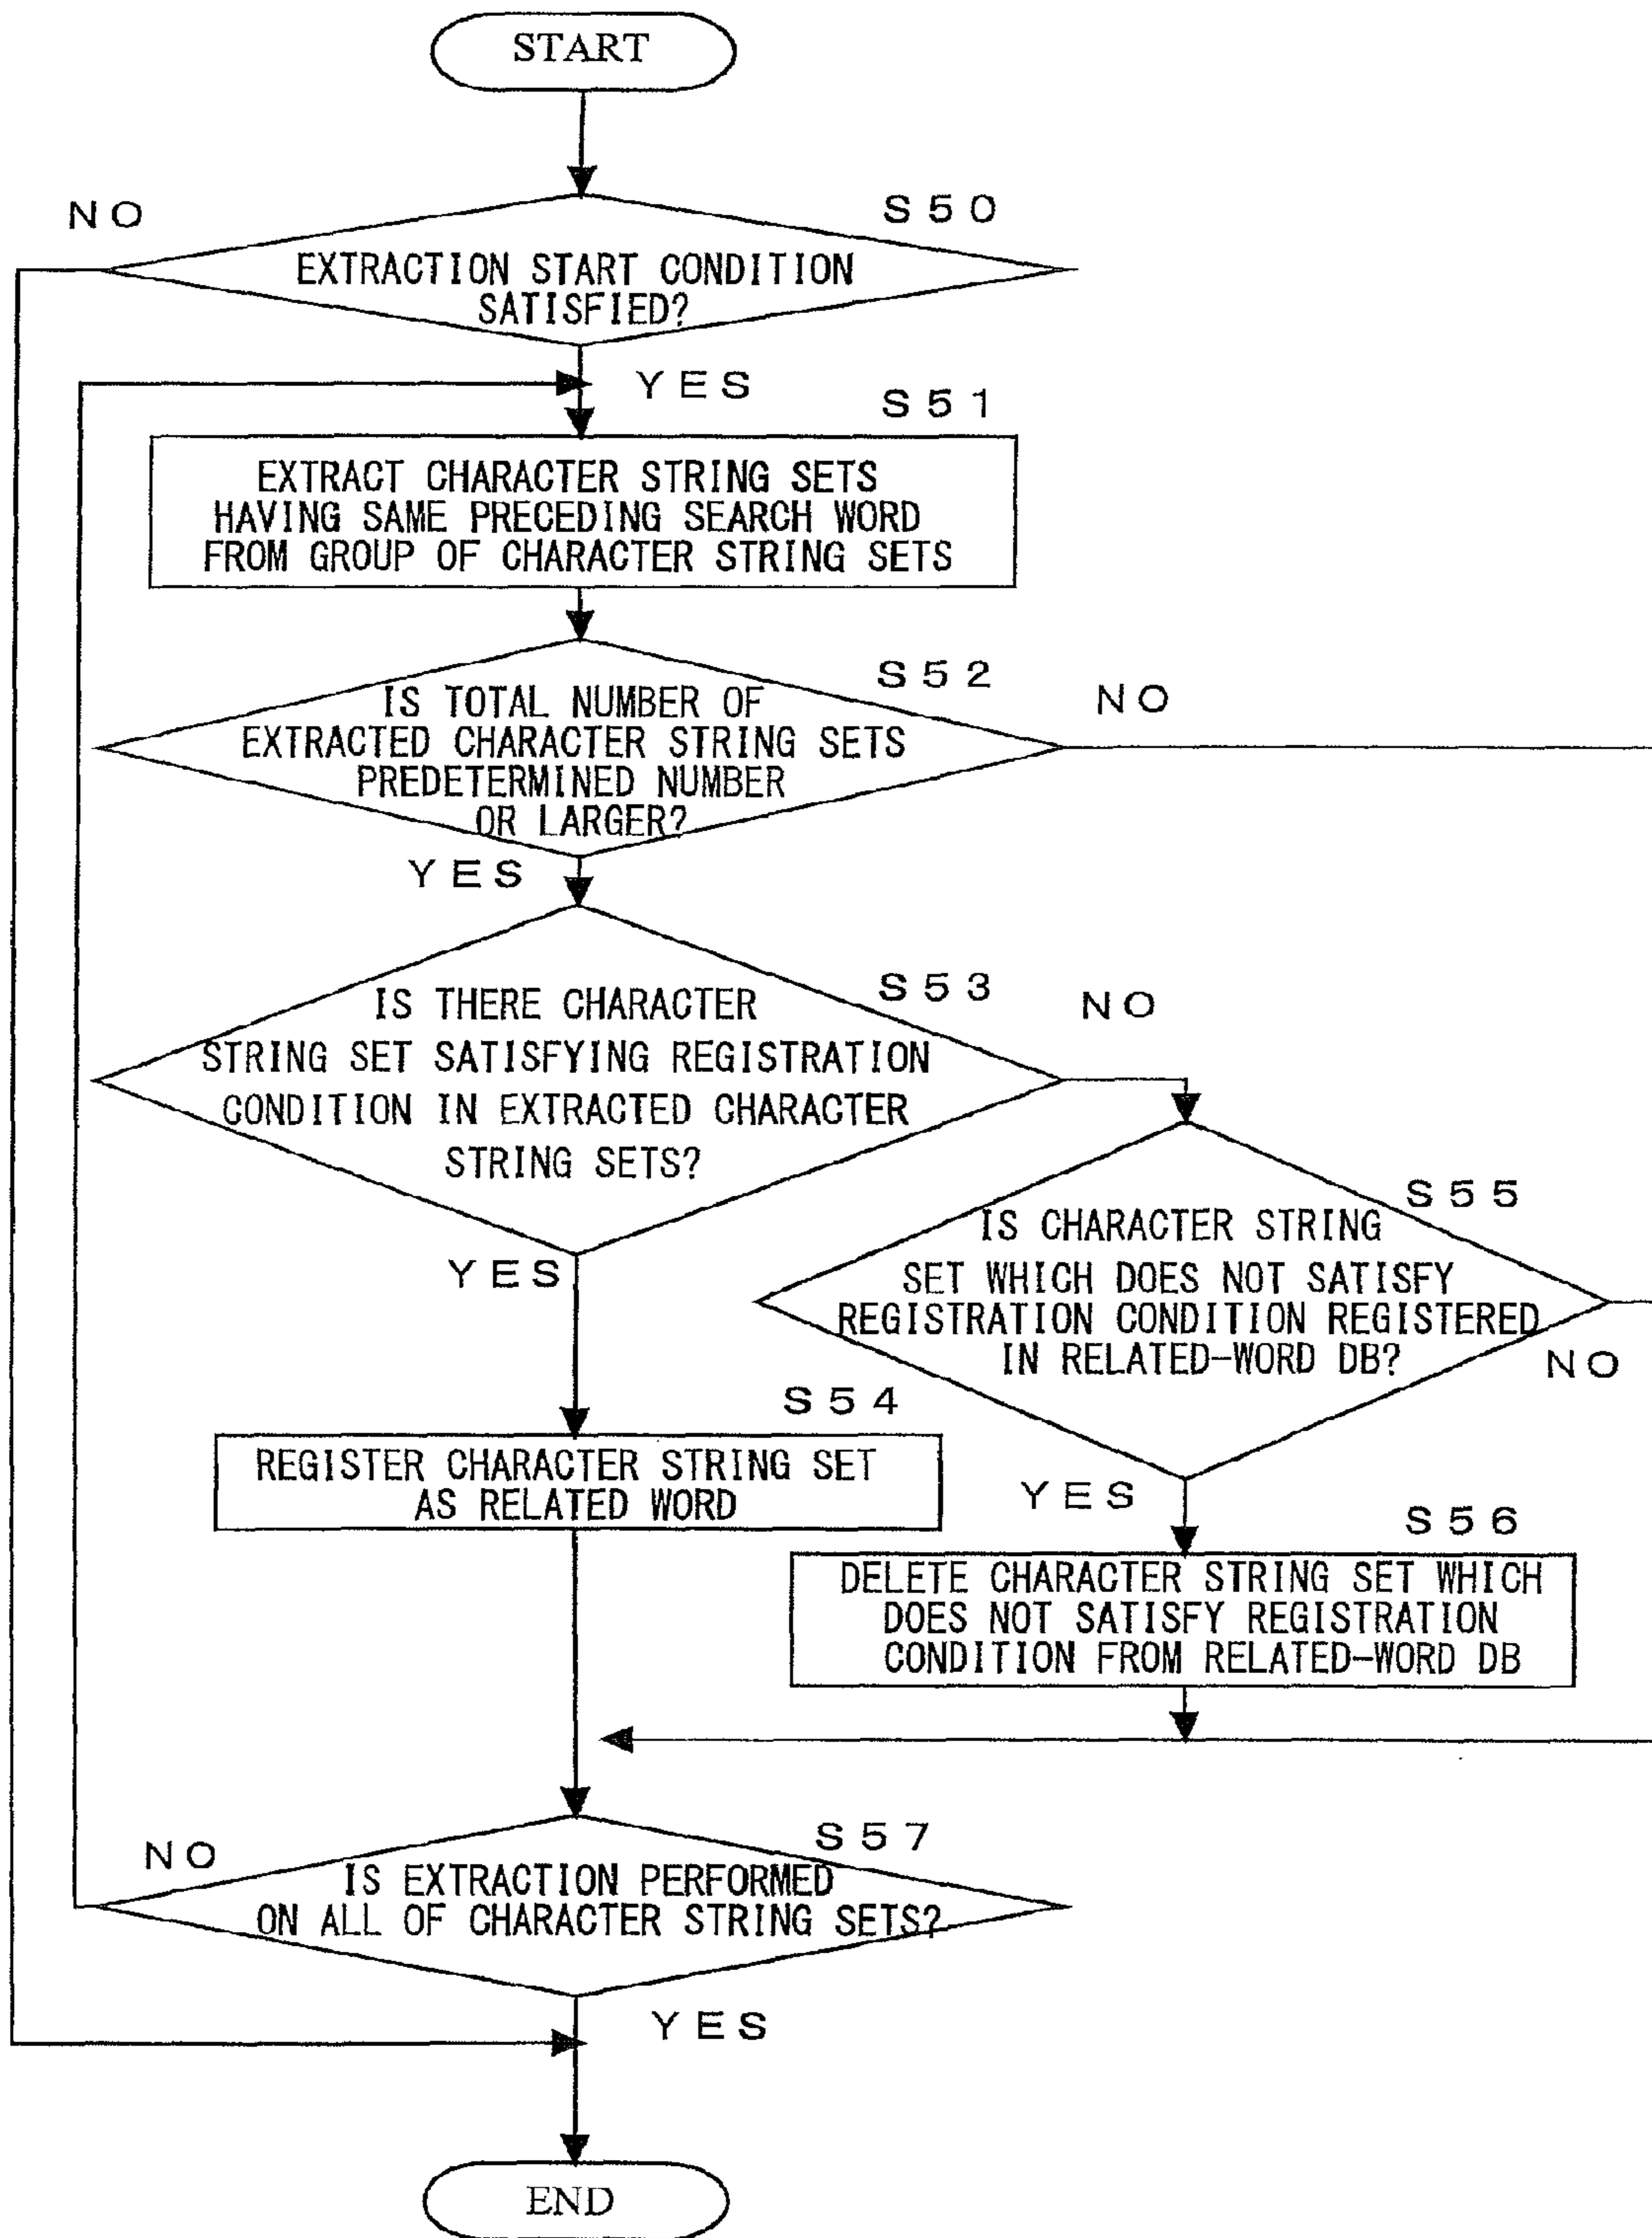 START
NO
S50
EXTRACTION START CONDITION
SATISFIED?
YES
S51
EXTRACT CHARACTER STRING SETS
HAVING SAME PRECEDING SEARCH WORD
FROM GROUP OF CHARACTER STRING SETS
S52
NO
IS TOTAL NUMBER OF
EXTRACTED CHARACTER STRING SETS
PREDETERMINED NUMBER
OR LARGER?
YES
S53
NO
IS THERE CHARACTER
STRING SET SATISFYING REGISTRATION
CONDITION IN EXTRACTED CHARACTER
STRING SETS?
YES
S55
IS CHARACTER STRING
SET WHICH DOES NOT SATISFY
REGISTRATION CONDITION REGISTERED
IN RELATED-WORD DB?
NO
S54
REGISTER CHARACTER STRING SET
AS RELATED WORD
YES
S56
DELETE CHARACTER STRING SET WHICH
DOES NOT SATISFY REGISTRATION
CONDITION FROM RELATED-WORD DB
NO
S57
IS EXTRACTION PERFORMED
ON ALL OF CHARACTER STRING SETS?
YES
END